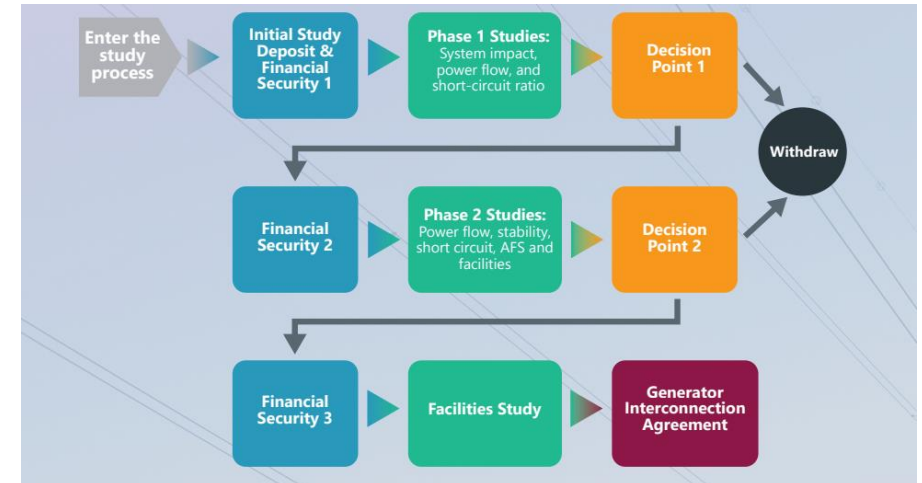 Enter the
study
process
Initial Study
Deposit &
Financial
Security 1
Phase 1 Studies:
System impact,
power flow, and
short-circuit ratio
Decision
Point 1
Withdraw
Financial
Security 2
Phase 2 Studies:
Power flow, stability,
short circuit, AFS and
facilities
Decision
Point 2
Financial
Security 3
Facilities Study
Generator
Interconnection
Agreement